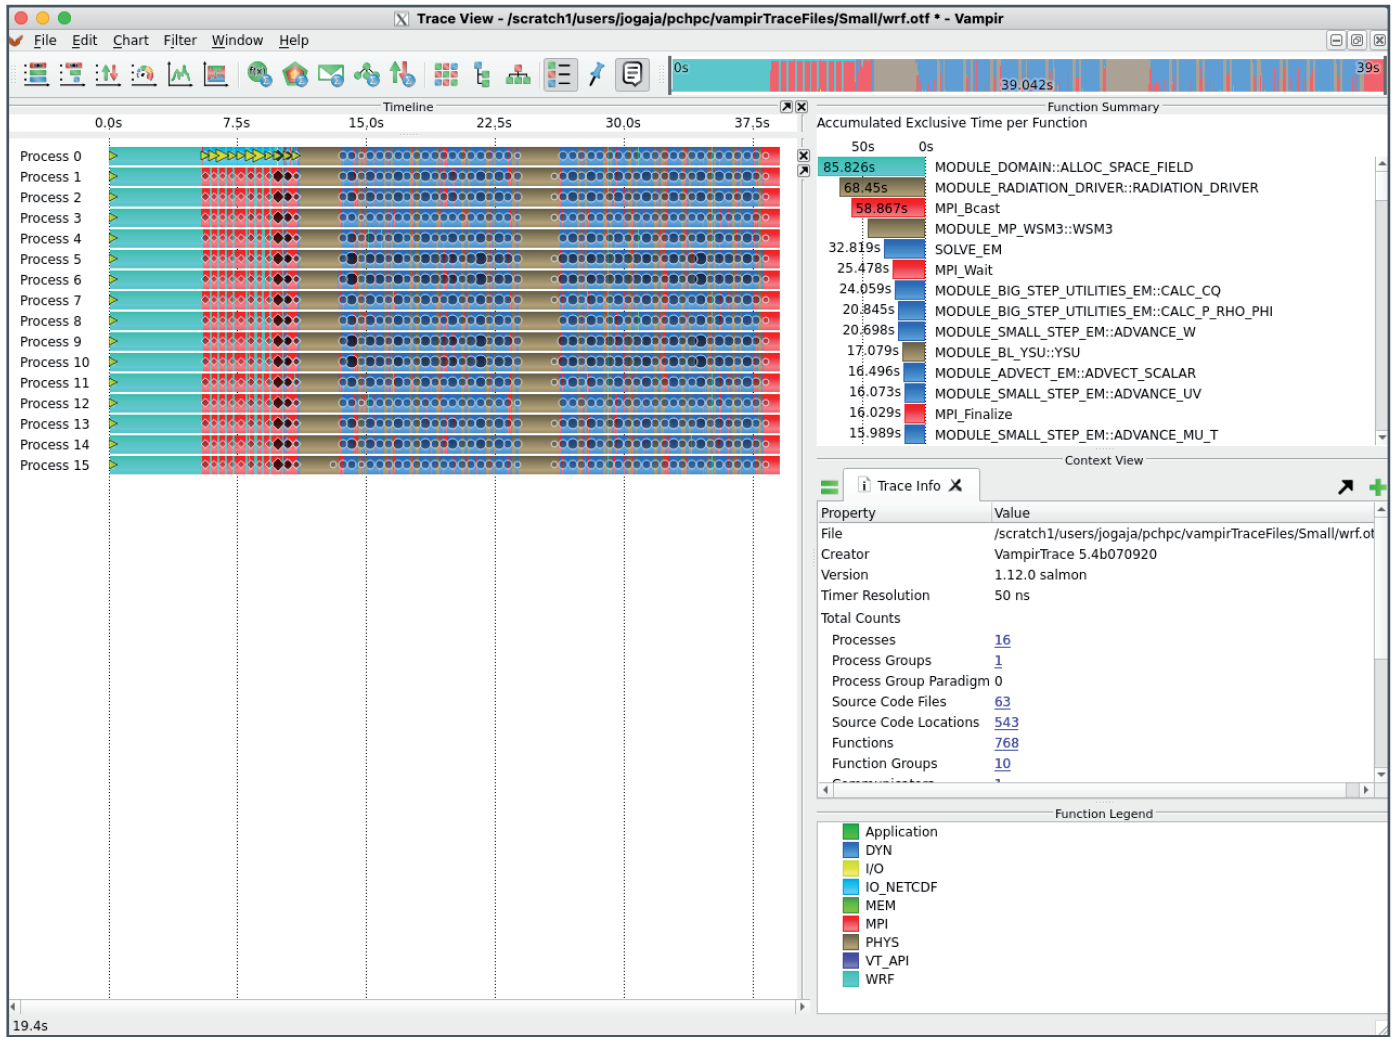 Trace View - /scratch1/users/jogaja/pchpc/vampirTraceFiles/Small/wrf.otf * - Vampir
File Edit Chart Filter Window Help
0s 39s
39.042s
Timeline
0.0s 7.5s 15.0s 22.5s 30.0s 37.5s
Process 0
Process 1
Process 2
Process 3
Process 4
Process 5
Process 6
Process 7
Process 8
Process 9
Process 10
Process 11
Process 12
Process 13
Process 14
Process 15
19.4s
Function Summary
Accumulated Exclusive Time per Function
50s 0s
85.826s MODULE_DOMAIN::ALLOC_SPACE_FIELD
68.45s MODULE_RADIATION_DRIVER::RADIATION_DRIVER
58.867s MPI_Bcast
MODULE_MP_WSM3::WSM3
32.819s SOLVE_EM
25.478s MPI_Wait
24.059s MODULE_BIG_STEP_UTILITIES_EM::CALC_CQ
20.845s MODULE_BIG_STEP_UTILITIES_EM::CALC_P_RHO_PHI
20.698s MODULE_SMALL_STEP_EM::ADVANCE_W
17.079s MODULE_BL_YSU::YSU
16.496s MODULE_ADVECT_EM::ADVECT_SCALAR
16.073s MODULE_SMALL_STEP_EM::ADVANCE_UV
16.029s MPI_Finalize
15.989s MODULE_SMALL_STEP_EM::ADVANCE_MU_T
Context View
i Trace Info
Property Value
File /scratch1/users/jogaja/pchpc/vampirTraceFiles/Small/wrf.ot
Creator VampirTrace 5.4b070920
Version 1.12.0 salmon
Timer Resolution 50 ns
Total Counts
Processes 16
Process Groups 1
Process Group Paradigm 0
Source Code Files 63
Source Code Locations 543
Functions 768
Function Groups 10
Function Legend
Application
DYN
I/O
IO_NETCDF
MEM
MPI
PHYS
VT_API
WRF